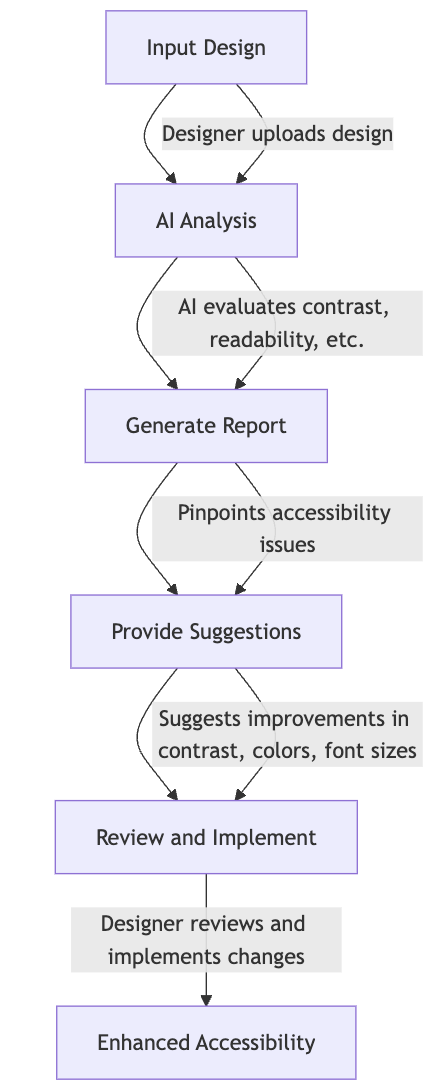 Input Design
Designer uploads design
AI Analysis
AI evaluates contrast,
readability, etc.
Generate Report
Pinpoints accessibility
issues
Provide Suggestions
Suggests improvements in
contrast, colors, font sizes
Review and Implement
Designer reviews and
implements changes
Enhanced Accessibility